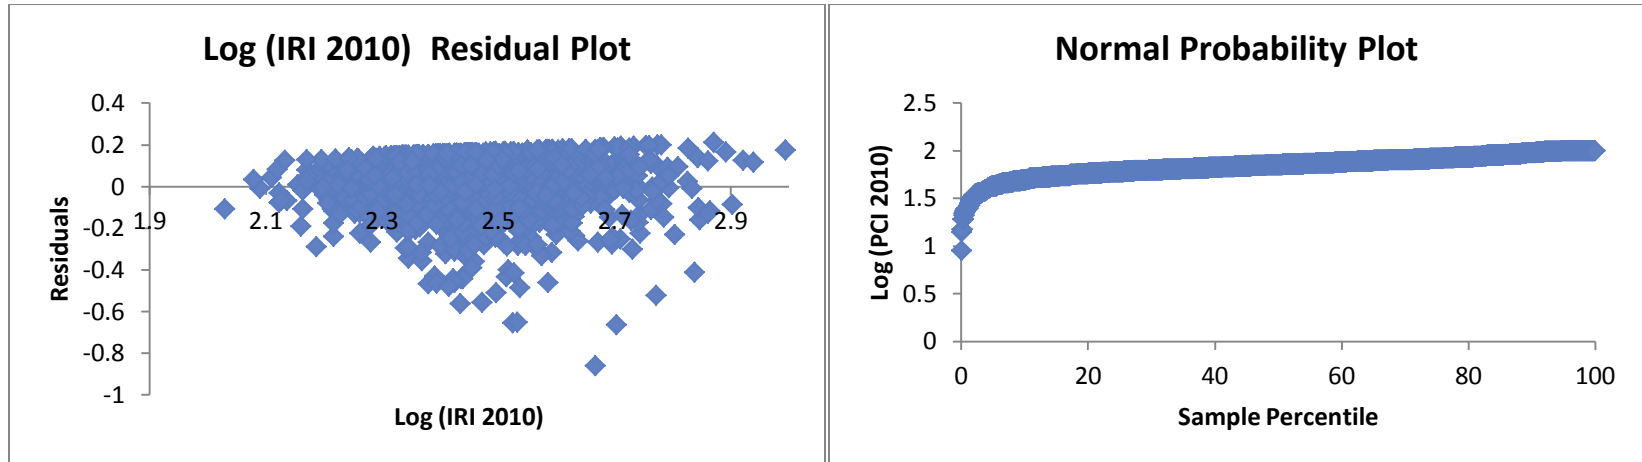 Log (IRI 2010)  Residual Plot
0.4
0.2
0
-0.2
-0.4
-0.6
-0.8
-1
1.9 2.1 2.3 2.5 2.7 2.9
Residuals
Log (IRI 2010)
Normal Probability Plot
2.5
2
1.5
1
0.5
0
0 20 40 60 80 100
Log (PCI 2010)
Sample Percentile